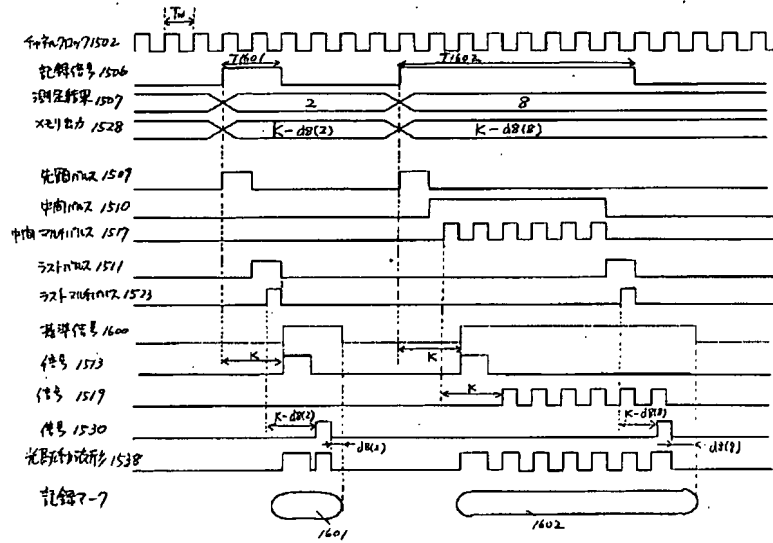 Tw
チャネルクロック1502
T1601
T1602
記録信号1506
測定結果1507
2
8
メモリ出力1528
K-d8(2)
K-d8(8)
先頭パルス1509
中間パルス1510
中間マルチパルス1517
ラストパルス1511
ラストマルチパルス1523
基準信号1600
K
K
信号1513
K
信号1519
K-d8(2)
K-d8(8)
信号1530
d8(2)
d8(8)
光駆動波形1538
記録マーク
1601
1602